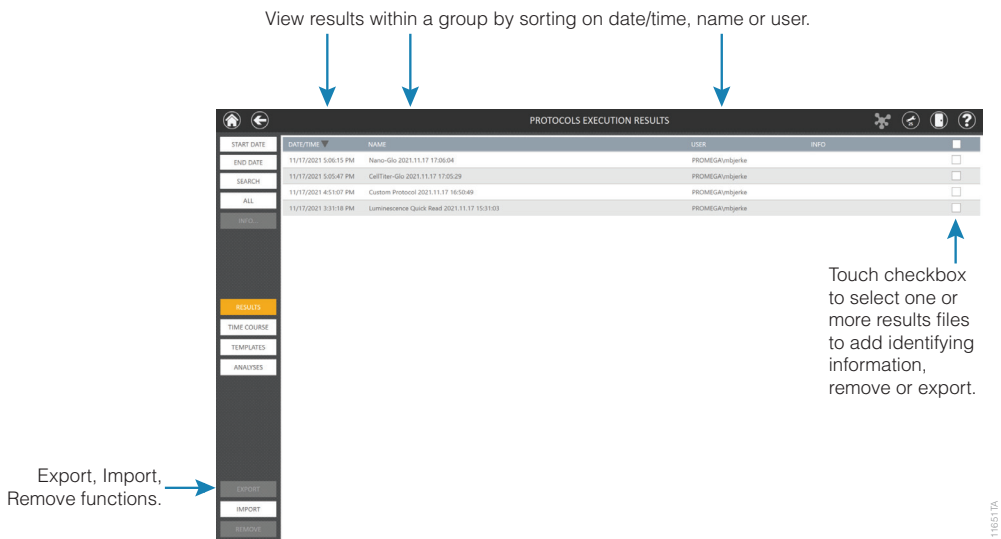 View results within a group by sorting on date/time, name or user.
PROTOCOLS EXECUTION RESULTS
START DATE
END DATE
SEARCH
ALL
INFO...
DATE/TIME NAME USER INFO
11/17/2021 5:06:15 PM Nano-Glo 2021.11.17 17:06:04 PROMEGA\mbjerke
11/17/2021 5:05:47 PM CellTiter-Glo 2021.11.17 17:05:29 PROMEGA\mbjerke
11/17/2021 4:51:07 PM Custom Protocol 2021.11.17 16:50:49 PROMEGA\mbjerke
11/17/2021 3:31:18 PM Luminescence Quick Read 2021.11.17 15:31:03 PROMEGA\mbjerke
Touch checkbox
to select one or
more results files
to add identifying
information,
remove or export.
RESULTS
TIME COURSE
TEMPLATES
ANALYSES
Export, Import,
Remove functions.
EXPORT
IMPORT
REMOVE
11651TA